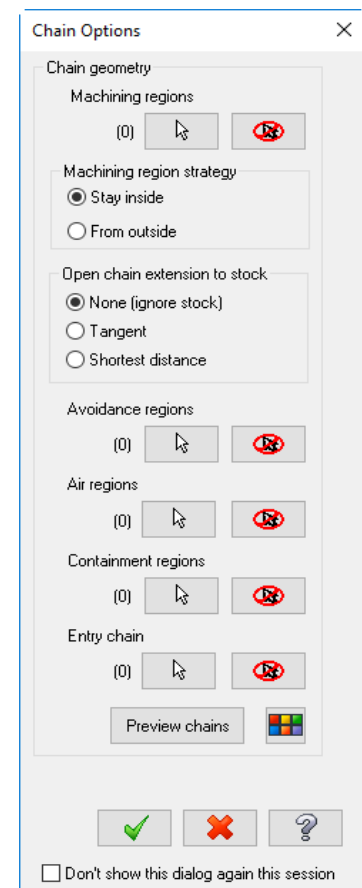 Chain Options
Chain geometry
Machining regions
(0)
Machining region strategy
Stay inside
From outside
Open chain extension to stock
None (ignore stock)
Tangent
Shortest distance
Avoidance regions
(0)
Air regions
(0)
Containment regions
(0)
Entry chain
(0)
Preview chains
Don't show this dialog again this session